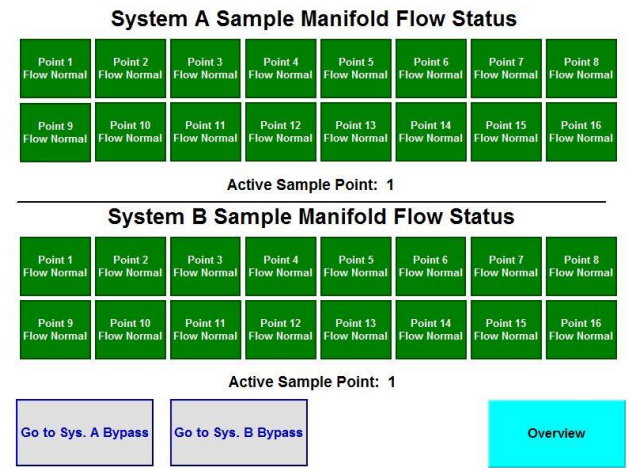 System A Sample Manifold Flow Status
Point 1 Point 2 Point 3 Point 4 Point 5 Point 6 Point 7 Point 8
Flow Normal Flow Normal Flow Normal Flow Normal Flow Normal Flow Normal Flow Normal Flow Normal
Point 9 Point 10 Point 11 Point 12 Point 13 Point 14 Point 15 Point 16
Flow Normal Flow Normal Flow Normal Flow Normal Flow Normal Flow Normal Flow Normal Flow Normal
Active Sample Point: 1
System B Sample Manifold Flow Status
Point 1 Point 2 Point 3 Point 4 Point 5 Point 6 Point 7 Point 8
Flow Normal Flow Normal Flow Normal Flow Normal Flow Normal Flow Normal Flow Normal Flow Normal
Point 9 Point 10 Point 11 Point 12 Point 13 Point 14 Point 15 Point 16
Flow Normal Flow Normal Flow Normal Flow Normal Flow Normal Flow Normal Flow Normal Flow Normal
Active Sample Point: 1
Go to Sys. A Bypass Go to Sys. B Bypass Overview